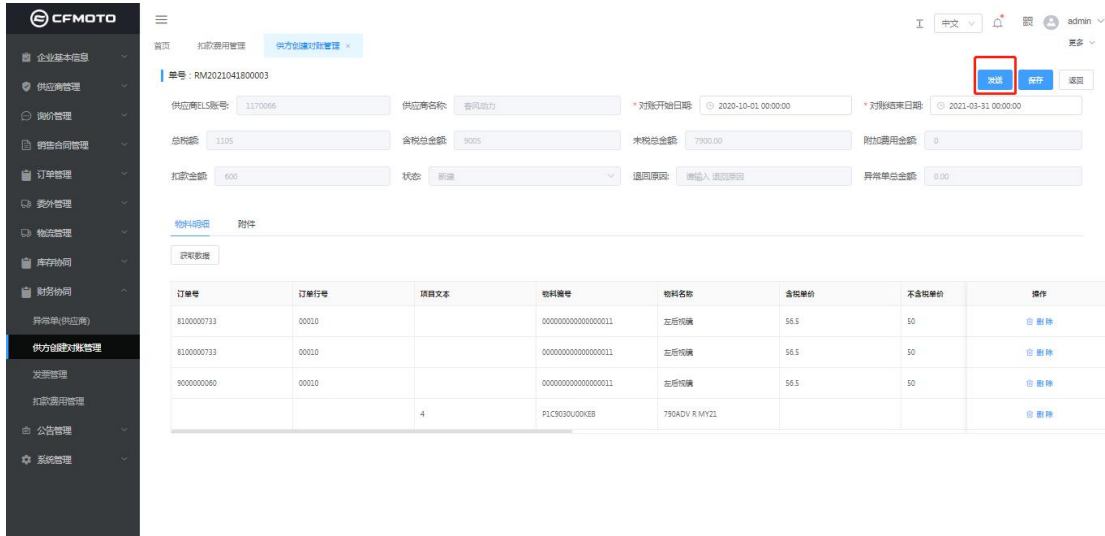 CFMOTO
中文
admin
首页 扣款费用管理 供方创建对账管理 ×
更多
企业基本信息
供应商管理
询价管理
销售合同管理
订单管理
委外管理
物流管理
库存协同
财务协同
异常单(供应商)
供方创建对账管理
发票管理
扣款费用管理
公告管理
系统管理
单号：RM2021041800003
发送 保存 返回
供应商ELS账号: 1170066 供应商名称: 春风动力 * 对账开始日期: 2020-10-01 00:00:00 * 对账结束日期: 2021-03-31 00:00:00
总税额: 1105 含税总金额: 9005 未税总金额: 7900.00 附加费用金额: 0
扣款金额: 600 状态: 新建 退回原因: 请输入 退回原因 异常单总金额: 0.00
物料明细 附件
获取数据
订单号 订单行号 项目文本 物料编号 物料名称 含税单价 不含税单价 操作
8100000733 00010 000000000000000011 左后视镜 56.5 50 删 除
8100000733 00010 000000000000000011 左后视镜 56.5 50 删 除
9000000060 00010 000000000000000011 左后视镜 56.5 50 删 除
4 P1C9030U00KEB 790ADV R.MY21 删 除